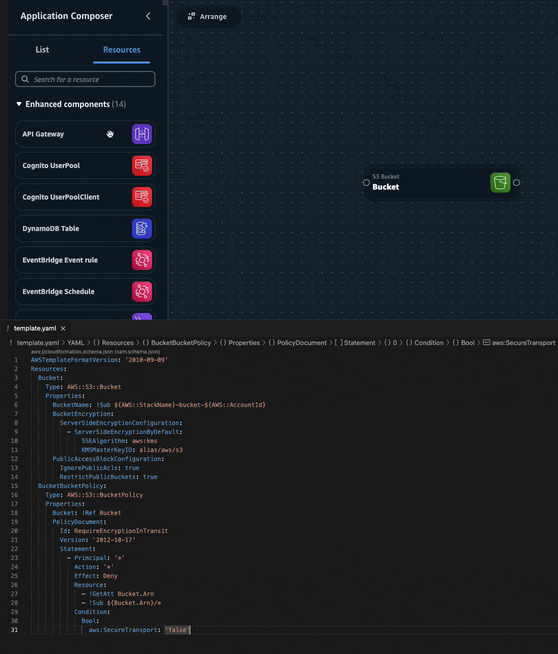 Application Composer
Arrange
List
Resources
Search for a resource
Enhanced components (14)
API Gateway
Cognito UserPool
Cognito UserPoolClient
DynamoDB Table
EventBridge Event rule
EventBridge Schedule
S3 Bucket
Bucket
template.yaml
template.yaml > YAML > {} Resources > {} BucketBucketPolicy > {} Properties > {} PolicyDocument > [ ] Statement > {} 0 > {} Condition > {} Bool > aws:SecureTransport
aws://cloudformation.schema.json (sam.schema.json)
1 AWSTemplateFormatVersion: '2010-09-09'
2 Resources:
3 Bucket:
4 Type: AWS::S3::Bucket
5 Properties:
6 BucketName: !Sub ${AWS::StackName}-bucket-${AWS::AccountId}
7 BucketEncryption:
8 ServerSideEncryptionConfiguration:
9 - ServerSideEncryptionByDefault:
10 SSEAlgorithm: aws:kms
11 KMSMasterKeyID: alias/aws/s3
12 PublicAccessBlockConfiguration:
13 IgnorePublicAcls: true
14 RestrictPublicBuckets: true
15 BucketBucketPolicy:
16 Type: AWS::S3::BucketPolicy
17 Properties:
18 Bucket: !Ref Bucket
19 PolicyDocument:
20 Id: RequireEncryptionInTransit
21 Version: '2012-10-17'
22 Statement:
23 - Principal: '*'
24 Action: '*'
25 Effect: Deny
26 Resource:
27 - !GetAtt Bucket.Arn
28 - !Sub ${Bucket.Arn}/*
29 Condition:
30 Bool:
31 aws:SecureTransport: 'false'